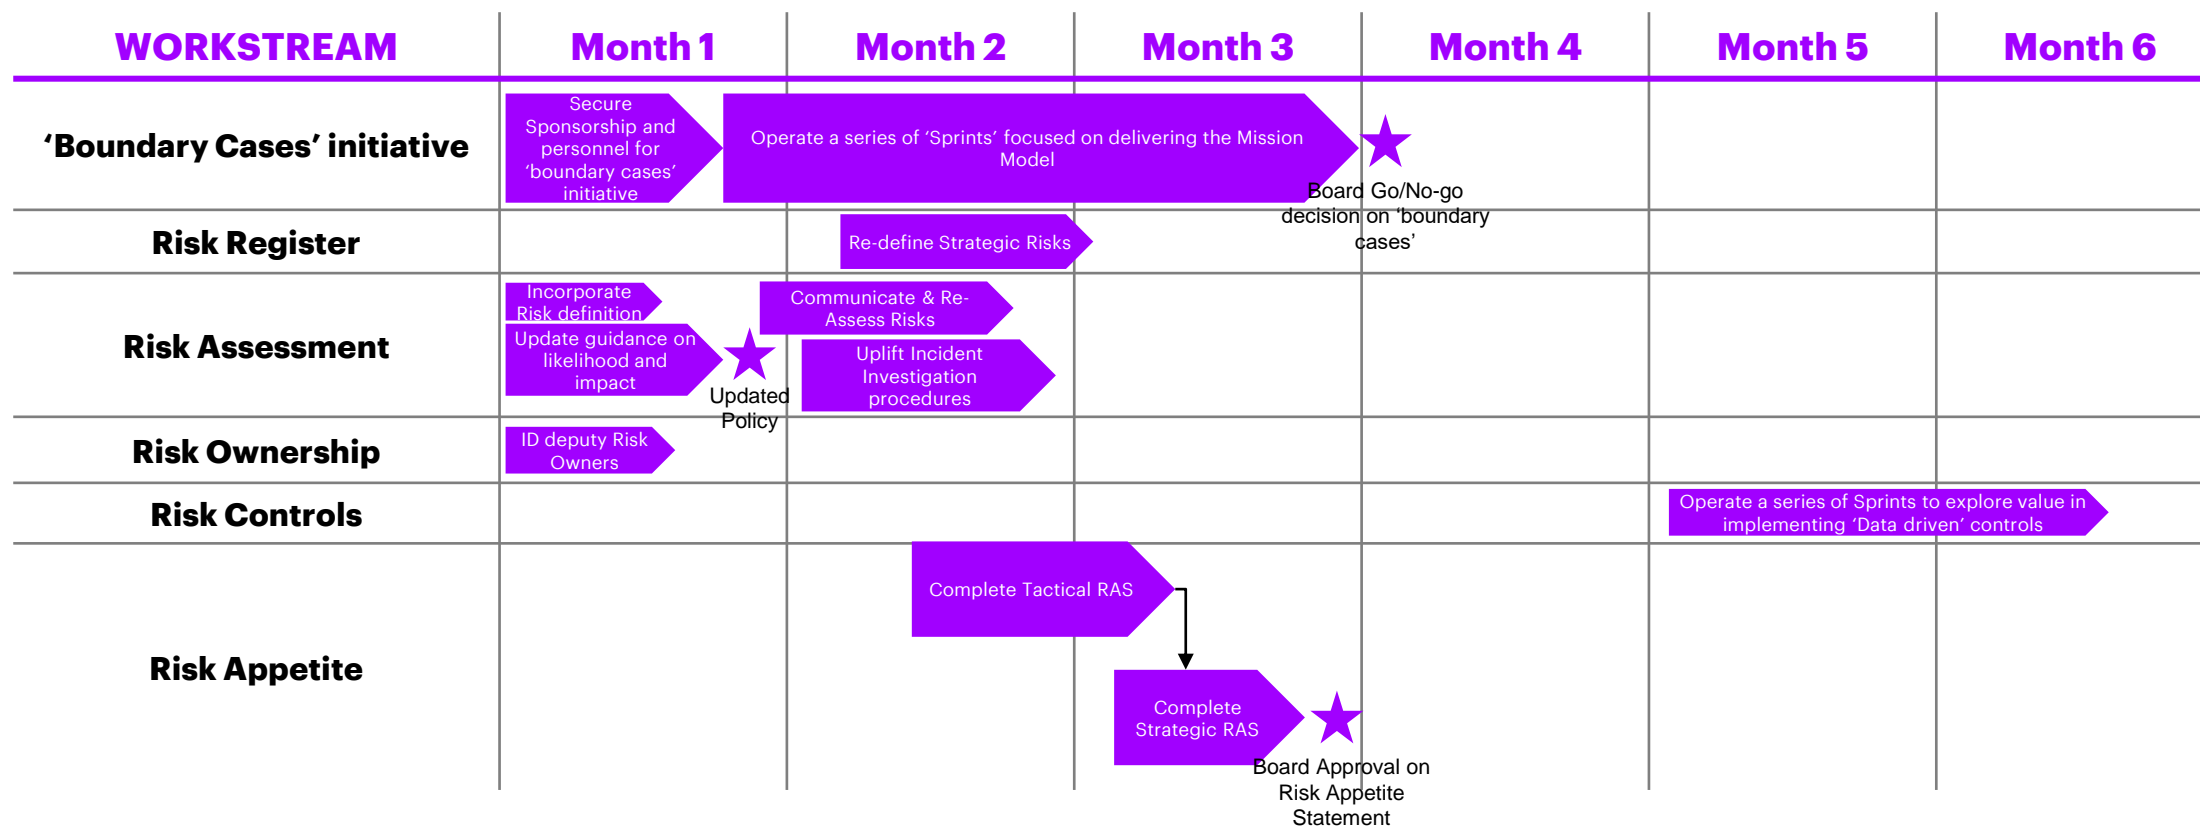 WORKSTREAM
Month 1
Month 2
Month 3
Month 4
Month 5
Month 6
‘Boundary Cases’ initiative
Secure
Sponsorship and
personnel for
‘boundary cases’
initiative
Operate a series of ‘Sprints’ focused on delivering the Mission
Model
Board Go/No-go
decision on ‘boundary
cases’
Risk Register
Re-define Strategic Risks
Risk Assessment
Incorporate
Risk definition
Update guidance on
likelihood and
impact
Updated
Policy
Communicate & Re-
Assess Risks
Uplift Incident
Investigation
procedures
Risk Ownership
ID deputy Risk
Owners
Risk Controls
Operate a series of Sprints to explore value in
implementing ‘Data driven’ controls
Risk Appetite
Complete Tactical RAS
Complete
Strategic RAS
Board Approval on
Risk Appetite
Statement